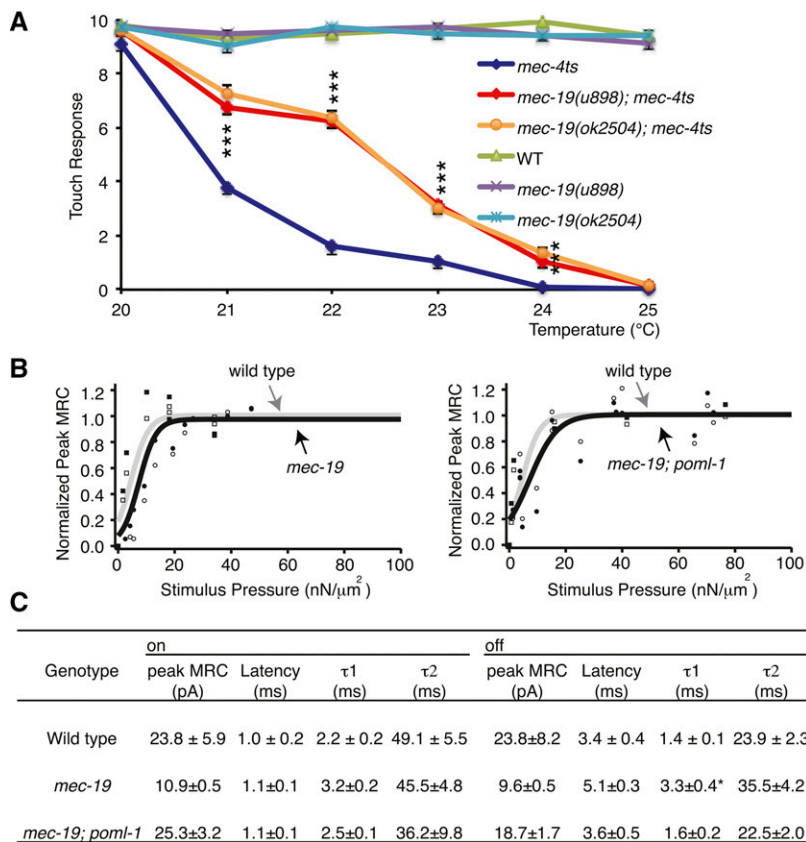 A
Touch Response
10
8
6
4
2
0
20
21
22
23
24
25
Temperature (°C)
***
***
***
***
mec-4ts
mec-19(u898); mec-4ts
mec-19(ok2504); mec-4ts
WT
mec-19(u898)
mec-19(ok2504)
B
Normalized Peak MRC
1.2
1.0
0.8
0.6
0.4
0.2
0.0
0
20
40
60
80
100
Stimulus Pressure (nN/μm2)
wild type
mec-19
Normalized Peak MRC
1.2
1.0
0.8
0.6
0.4
0.2
0.0
0
20
40
60
80
100
Stimulus Pressure (nN/μm2)
wild type
mec-19; poml-1
C
on off
Genotype peak MRC (pA) Latency (ms) τ1 (ms) τ2 (ms) peak MRC (pA) Latency (ms) τ1 (ms) τ2 (ms)
Wild type 23.8 ± 5.9 1.0 ± 0.2 2.2 ± 0.2 49.1 ± 5.5 23.8±8.2 3.4 ± 0.4 1.4 ± 0.1 23.9 ± 2.3
mec-19 10.9±0.5 1.1±0.1 3.2±0.2 45.5±4.8 9.6±0.5 5.1±0.3 3.3±0.4* 35.5±4.2
mec-19; poml-1 25.3±3.2 1.1±0.1 2.5±0.1 36.2±9.8 18.7±1.7 3.6±0.5 1.6±0.2 22.5±2.0